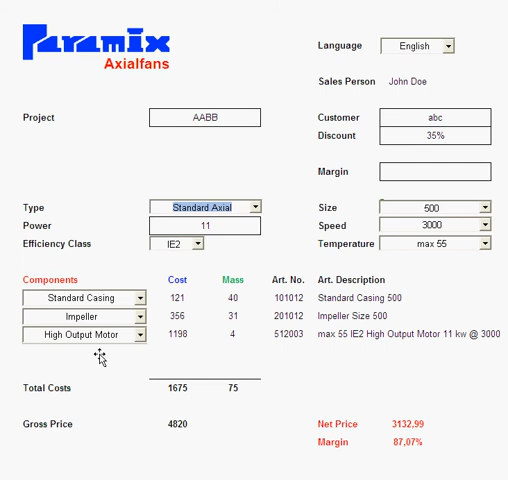 Paramix
Axialfans
Language English
Sales Person John Doe
Project AABB Customer abc
Discount 35%
Margin
Type Standard Axial Size 500
Power 11 Speed 3000
Efficiency Class IE2 Temperature max 55
Components Cost Mass Art. No. Art. Description
Standard Casing 121 40 101012 Standard Casing 500
Impeller 356 31 201012 Impeller Size 500
High Output Motor 1198 4 512003 max 55 IE2 High Output Motor 11 kw @ 3000
Total Costs 1675 75
Gross Price 4820 Net Price 3132,99
Margin 87,07%